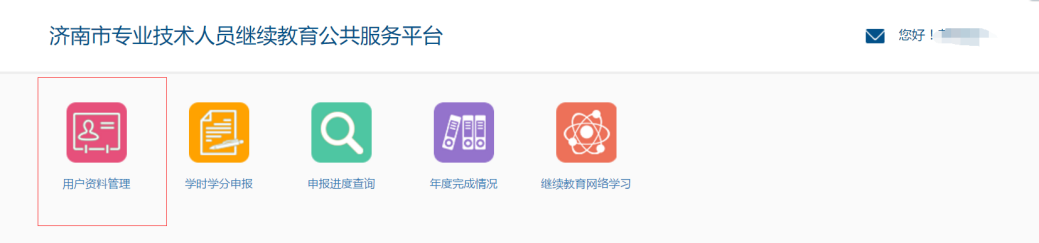 济南市专业技术人员继续教育公共服务平台
您好！
用户资料管理
学时学分申报
申报进度查询
年度完成情况
继续教育网络学习